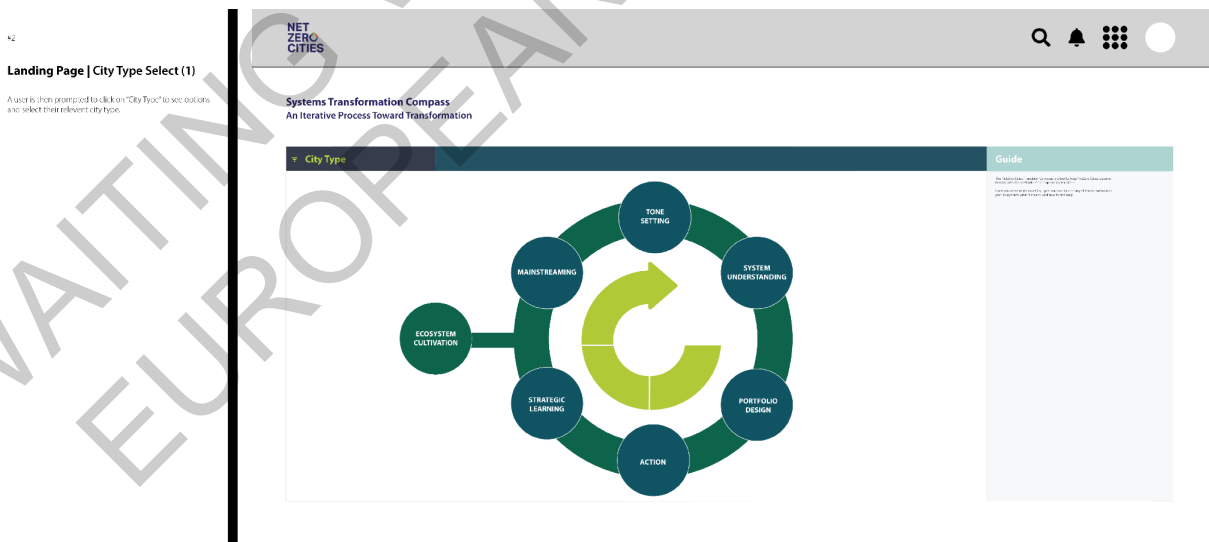 #2
Landing Page | City Type Select (1)
A user is then prompted to click on "City Type" to see options
and select their relevent city type.
NET
ZERO
CITIES
Systems Transformation Compass
An Iterative Process Toward Transformation
City Type
Guide
TONE
SETTING
MAINSTREAMING
SYSTEM
UNDERSTANDING
ECOSYSTEM
CULTIVATION
STRATEGIC
LEARNING
PORTFOLIO
DESIGN
ACTION
WAITING
EUROPEAN